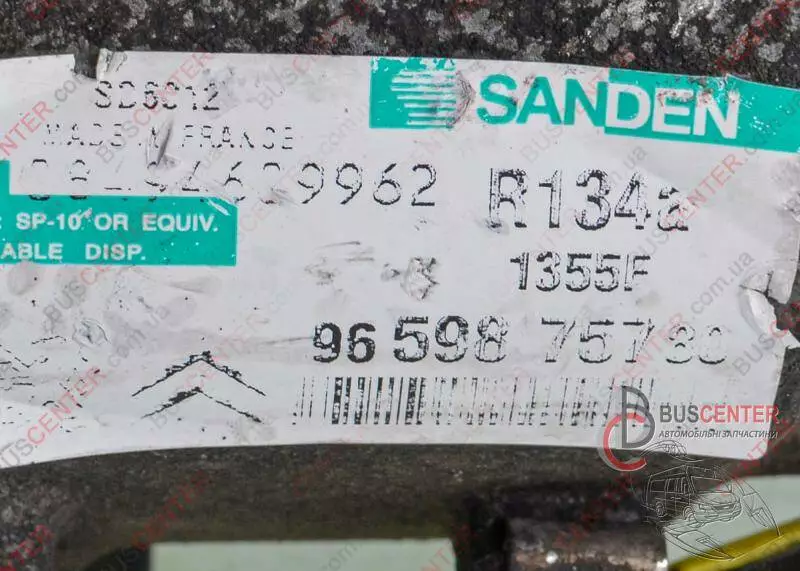 SD6C12
SANDEN
MADE IN FRANCE
R134a
SP-10 OR EQUIV.
ABLE DISP.
1355F
96 598 757 80
BUSCENTER
АВТОМОБІЛЬНІ ЗАПЧАСТИНИ